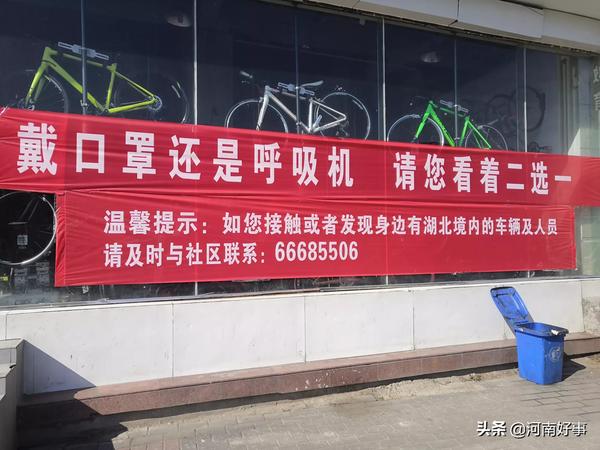 戴口罩还是呼吸机 请您看着二选一
温馨提示：如您接触或者发现身边有湖北境内的车辆及人员
请及时与社区联系：66685506
头条 @河南好事